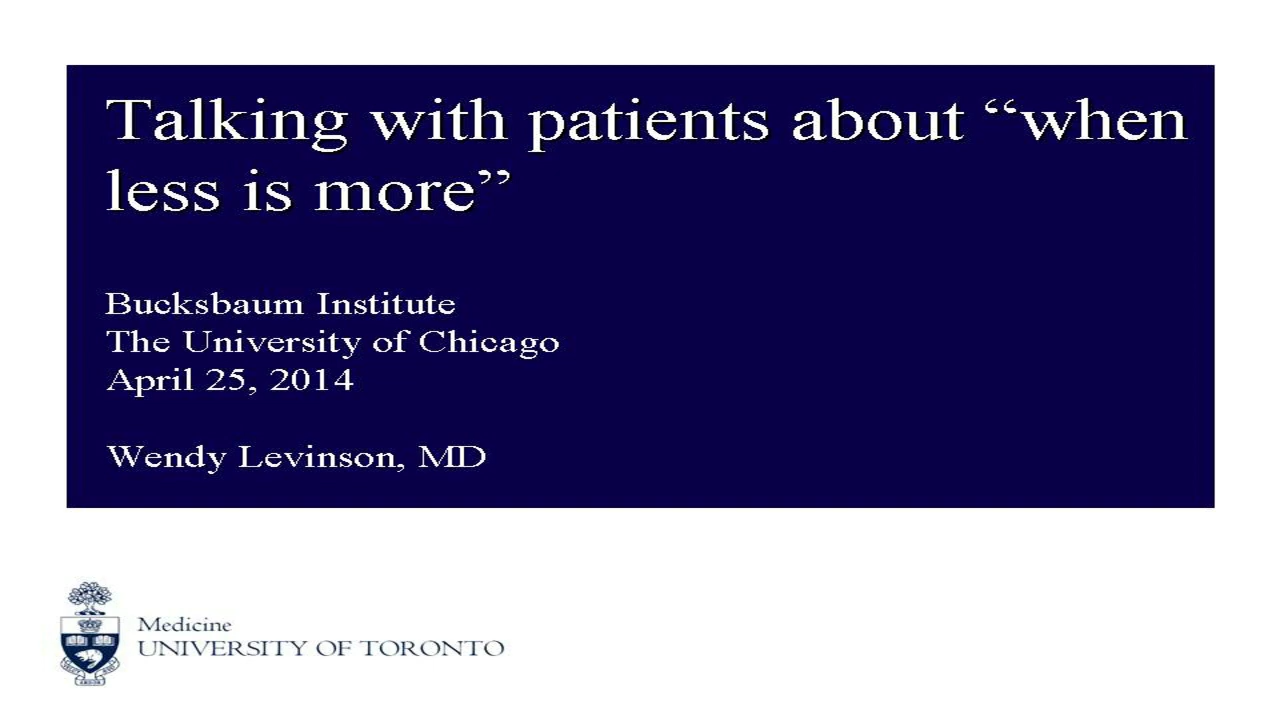 Talking with patients about “when
less is more”
Bucksbaum Institute
The University of Chicago
April 25, 2014
Wendy Levinson, MD
Medicine
UNIVERSITY OF TORONTO